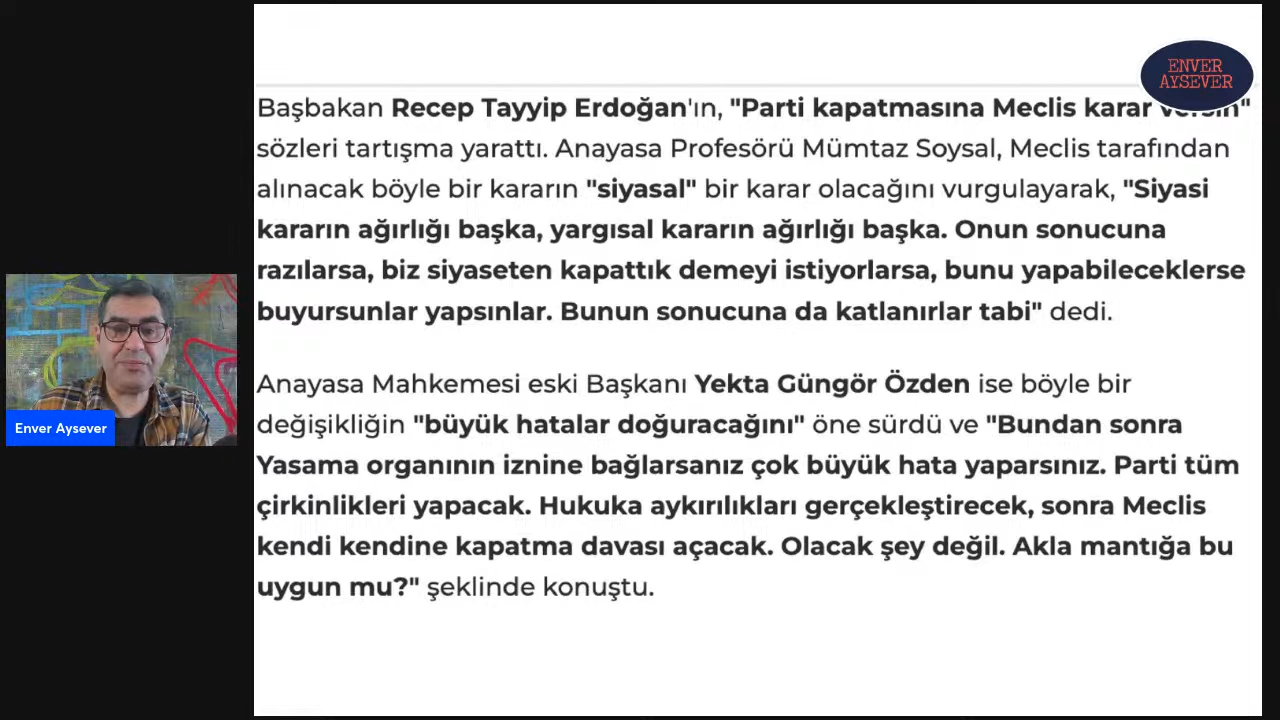 ENVER
AYSEVER
Başbakan Recep Tayyip Erdoğan'ın, "Parti kapatmasına Meclis karar versin"
sözleri tartışma yarattı. Anayasa Profesörü Mümtaz Soysal, Meclis tarafından
alınacak böyle bir kararın "siyasal" bir karar olacağını vurgulayarak, "Siyasi
kararın ağırlığı başka, yargısal kararın ağırlığı başka. Onun sonucuna
razılarsa, biz siyaseten kapattık demeyi istiyorlarsa, bunu yapabileceklerse
buyursunlar yapsınlar. Bunun sonucuna da katlanırlar tabi" dedi.
Anayasa Mahkemesi eski Başkanı Yekta Güngör Özden ise böyle bir
değişikliğin "büyük hatalar doğuracağını" öne sürdü ve "Bundan sonra
Yasama organının iznine bağlarsanız çok büyük hata yaparsınız. Parti tüm
çirkinlikleri yapacak. Hukuka aykırılıkları gerçekleştirecek, sonra Meclis
kendi kendine kapatma davası açacak. Olacak şey değil. Akla mantığa bu
uygun mu?" şeklinde konuştu.
Enver Aysever